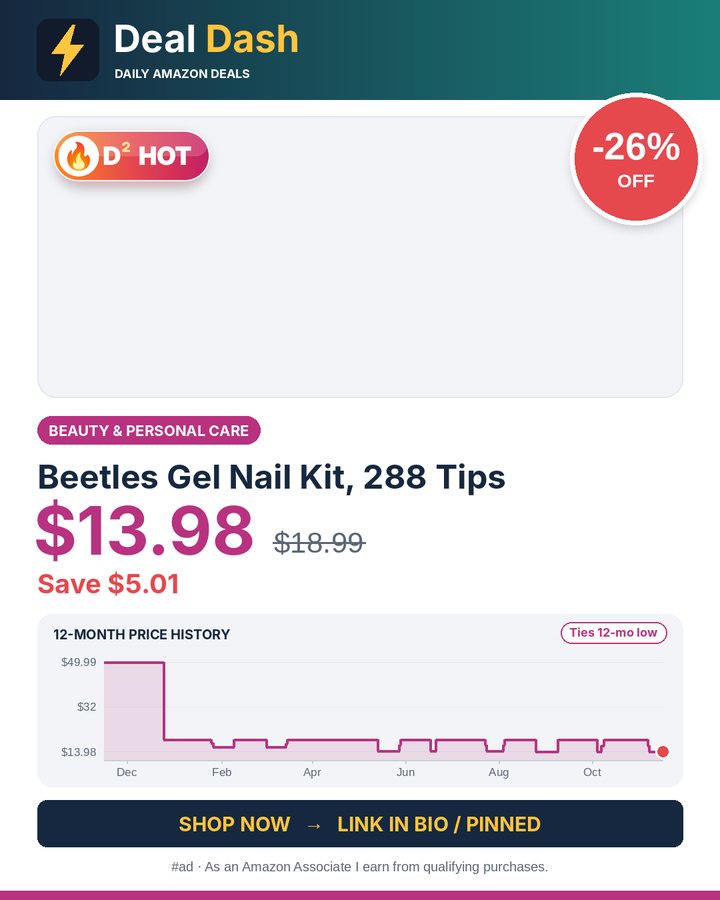 Deal Dash
DAILY AMAZON DEALS
-26%
OFF
D² HOT
BEAUTY & PERSONAL CARE
Beetles Gel Nail Kit, 288 Tips
$13.98 $18.99
Save $5.01
12-MONTH PRICE HISTORY
Ties 12-mo low
$49.99
$32
$13.98
Dec Feb Apr Jun Aug Oct
SHOP NOW → LINK IN BIO / PINNED
#ad · As an Amazon Associate I earn from qualifying purchases.